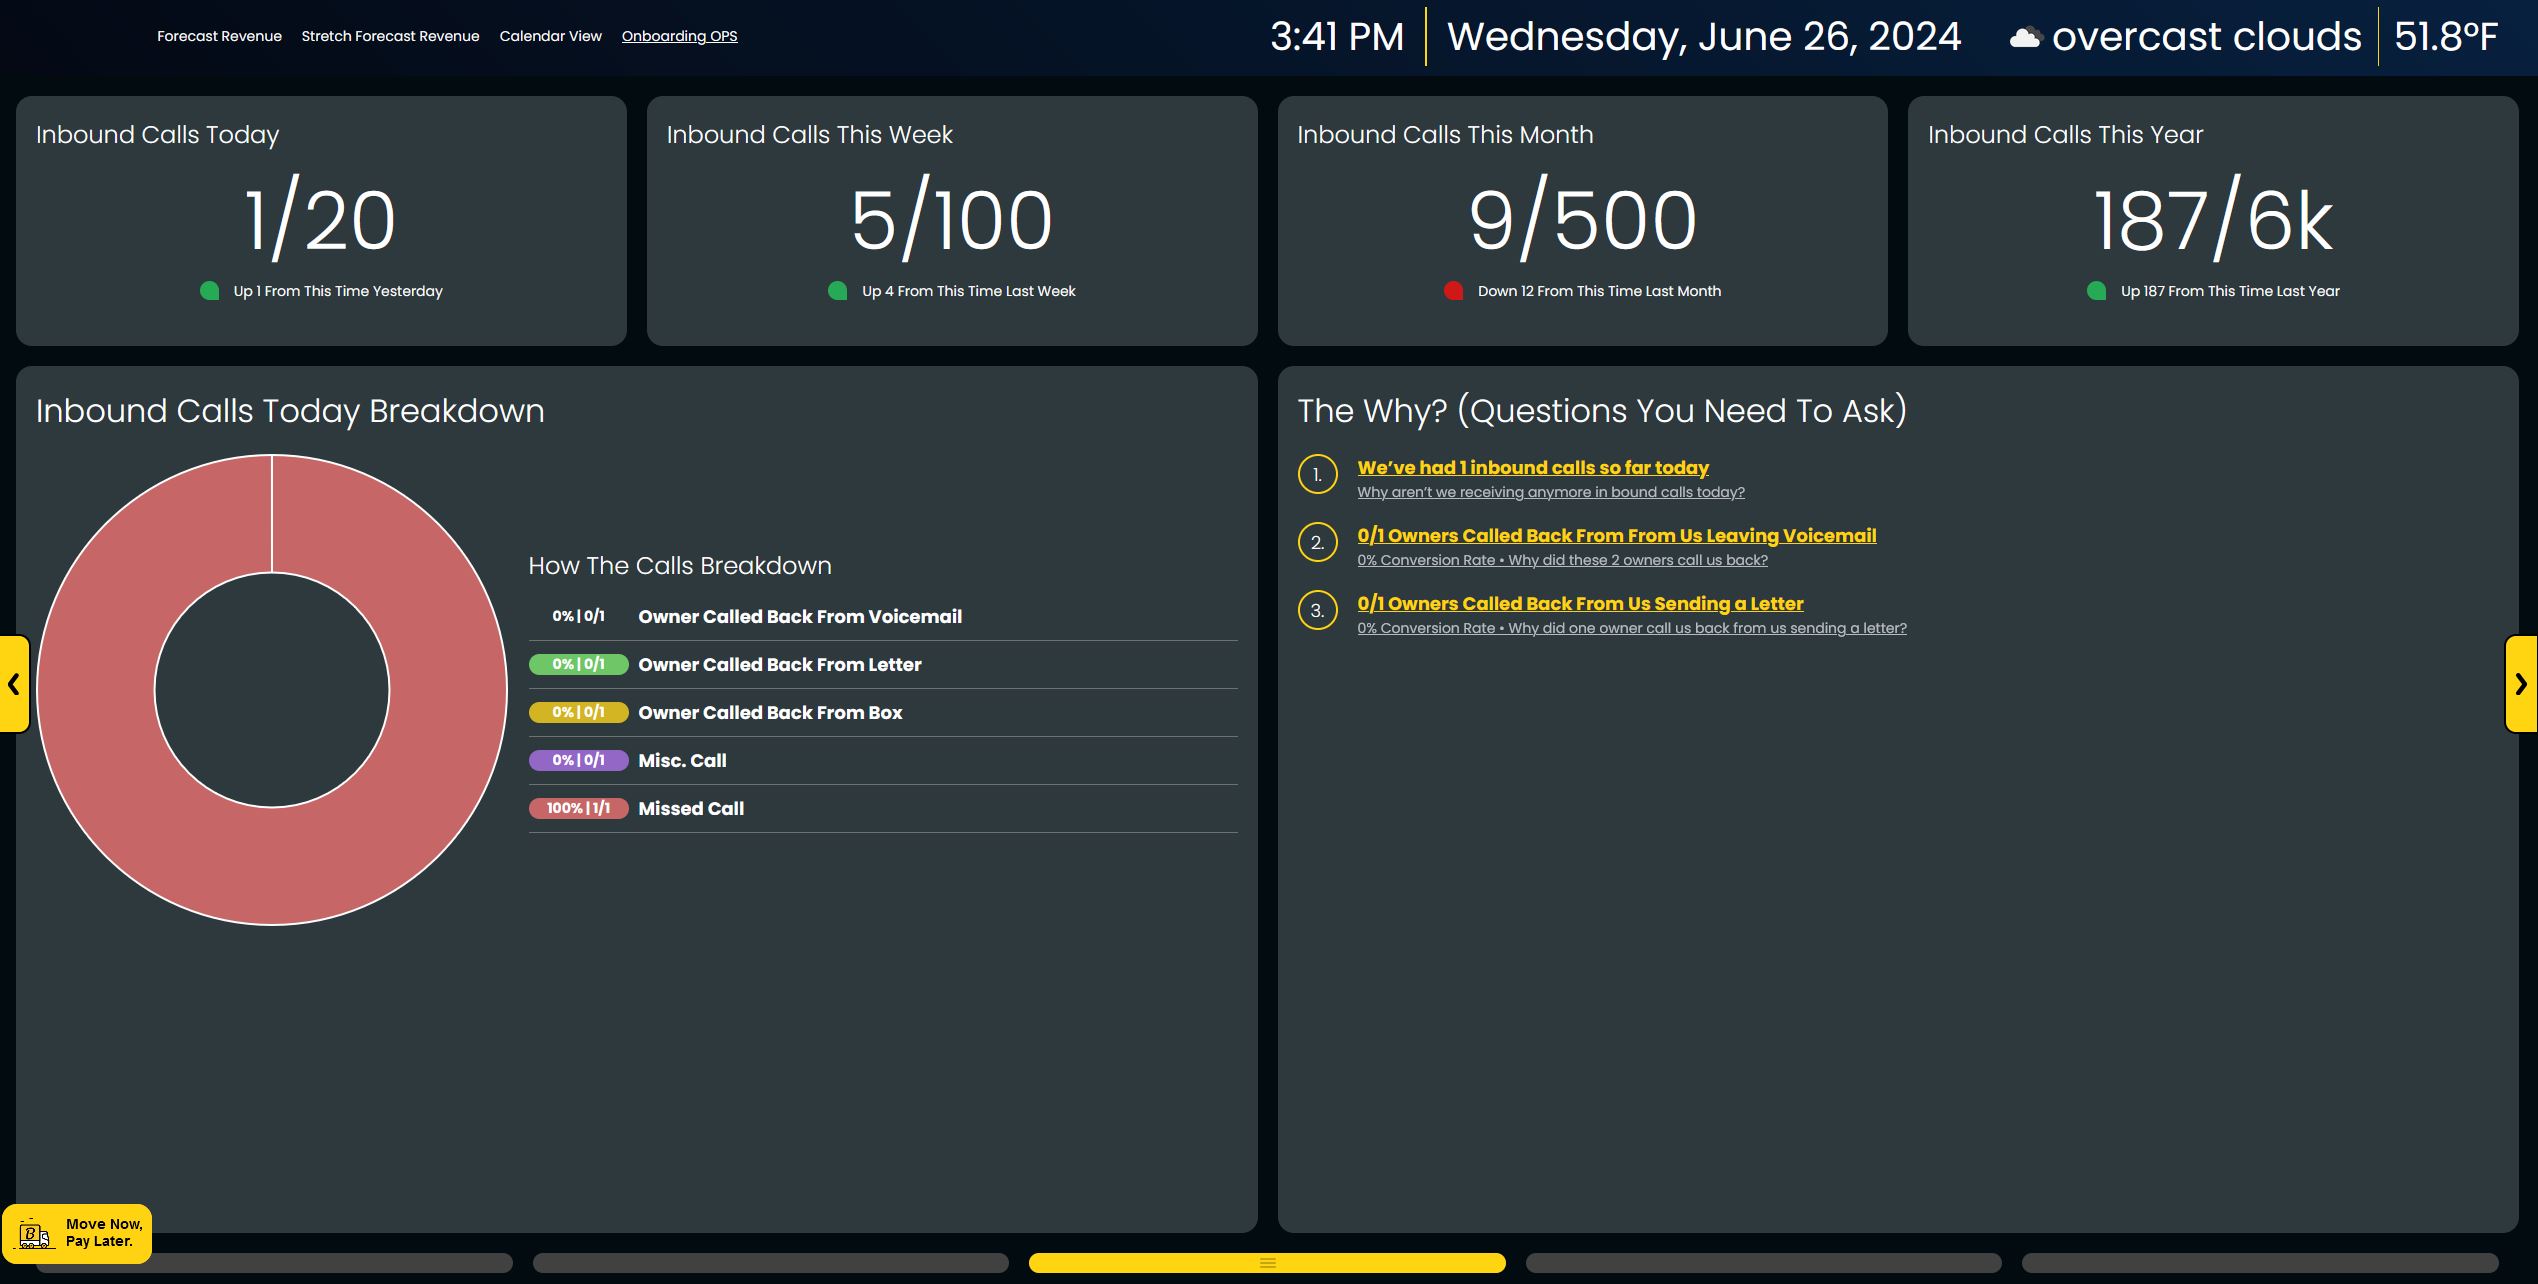 Forecast Revenue Stretch Forecast Revenue Calendar View Onboarding OPS
3:41 PM Wednesday, June 26, 2024 overcast clouds 51.8°F
Inbound Calls Today
1/20
Up 1 From This Time Yesterday
Inbound Calls This Week
5/100
Up 4 From This Time Last Week
Inbound Calls This Month
9/500
Down 12 From This Time Last Month
Inbound Calls This Year
187/6k
Up 187 From This Time Last Year
Inbound Calls Today Breakdown
How The Calls Breakdown
0% | 0/1 Owner Called Back From Voicemail
0% | 0/1 Owner Called Back From Letter
0% | 0/1 Owner Called Back From Box
0% | 0/1 Misc. Call
100% | 1/1 Missed Call
The Why? (Questions You Need To Ask)
1. We've had 1 inbound calls so far today
Why aren't we receiving anymore in bound calls today?
2. 0/1 Owners Called Back From From Us Leaving Voicemail
0% Conversion Rate • Why did these 2 owners call us back?
3. 0/1 Owners Called Back From Us Sending a Letter
0% Conversion Rate • Why did one owner call us back from us sending a letter?
B
Move Now,
Pay Later.